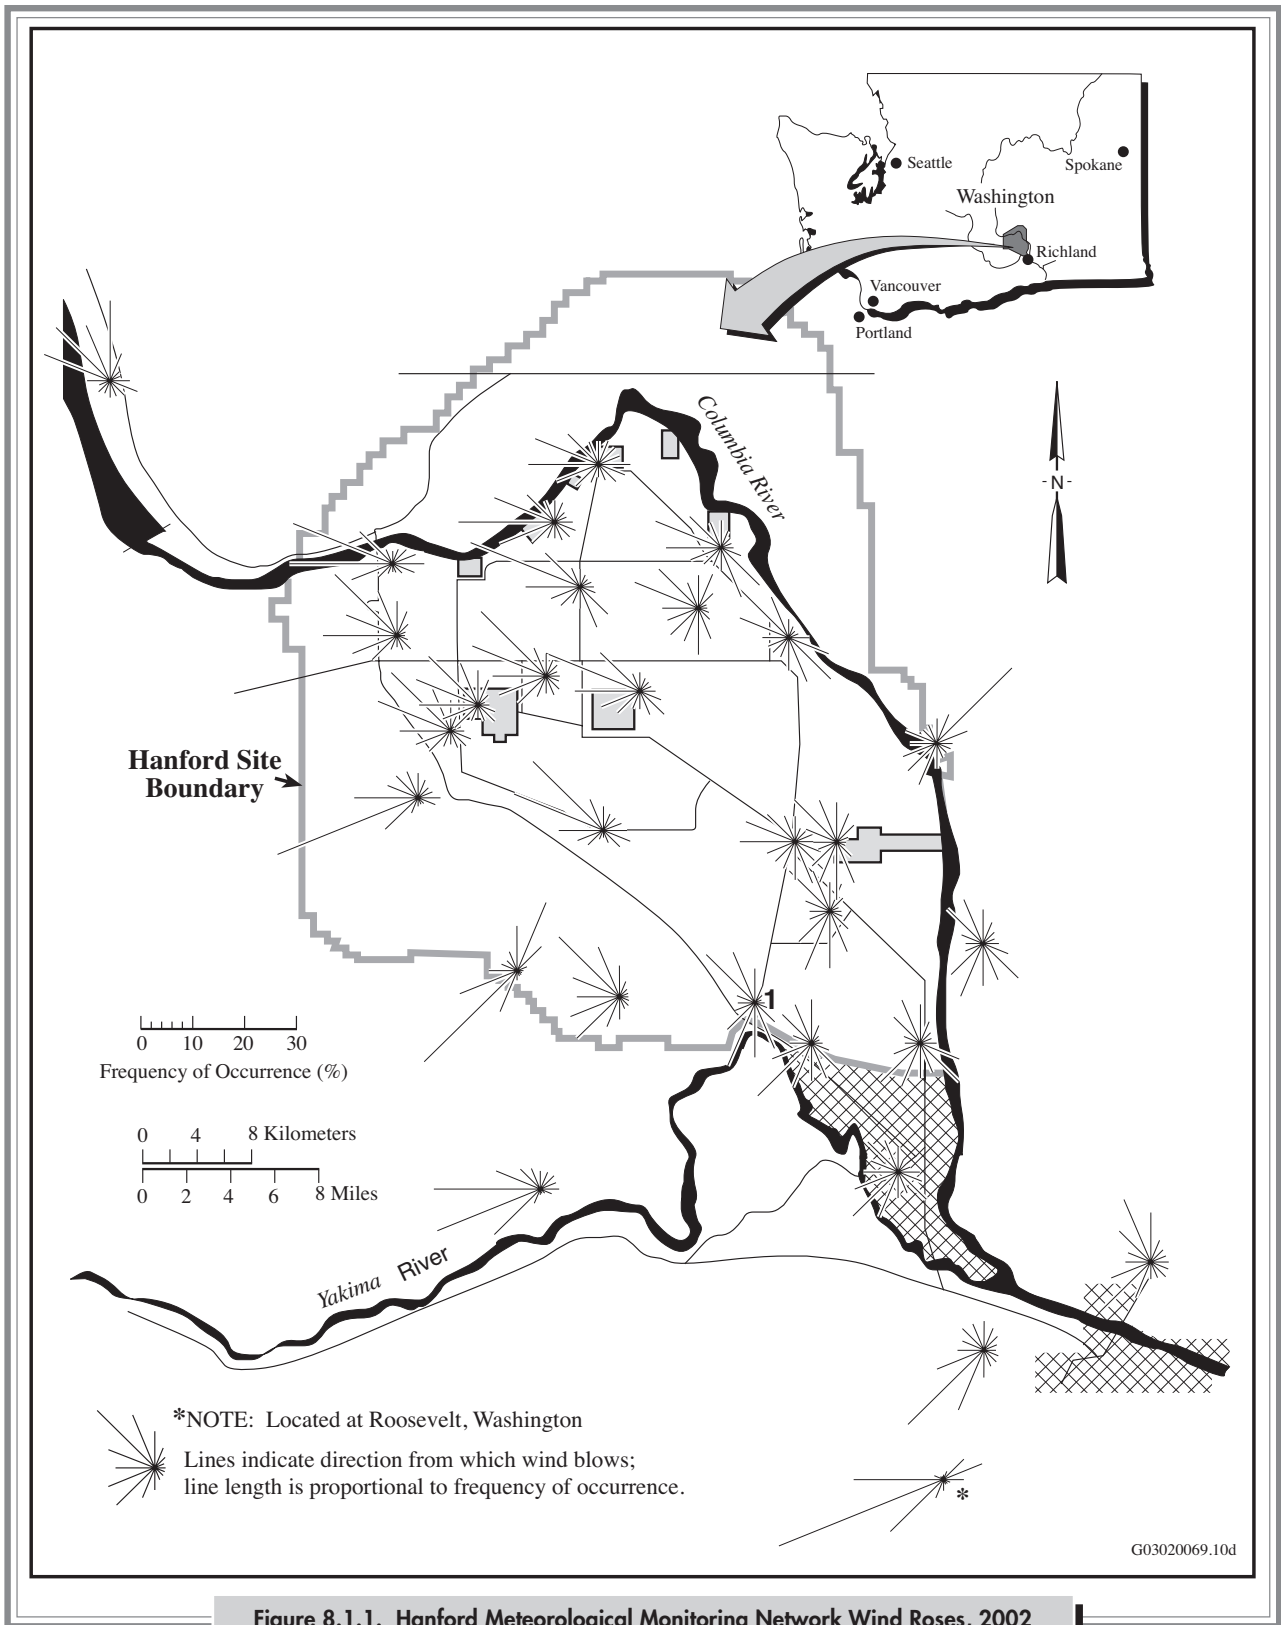 Seattle
Spokane
Washington
Richland
Vancouver
Portland
Columbia River
-N-
Hanford Site
Boundary
1
0 10 20 30
Frequency of Occurrence (%)
0 4 8 Kilometers
0 2 4 6 8 Miles
Yakima River
*NOTE: Located at Roosevelt, Washington
Lines indicate direction from which wind blows;
line length is proportional to frequency of occurrence.
*
G03020069.10d
Figure 8.1.1. Hanford Meteorological Monitoring Network Wind Roses, 2002